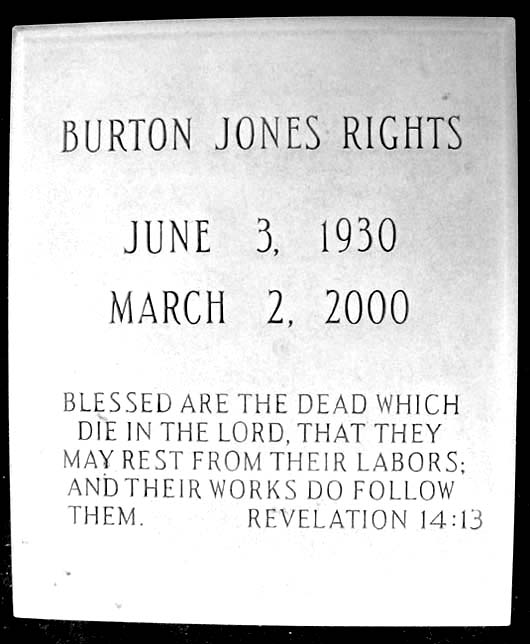 BURTON JONES RIGHTS
JUNE 3, 1930
MARCH 2, 2000
BLESSED ARE THE DEAD WHICH
DIE IN THE LORD, THAT THEY
MAY REST FROM THEIR LABORS;
AND THEIR WORKS DO FOLLOW
THEM. REVELATION 14:13